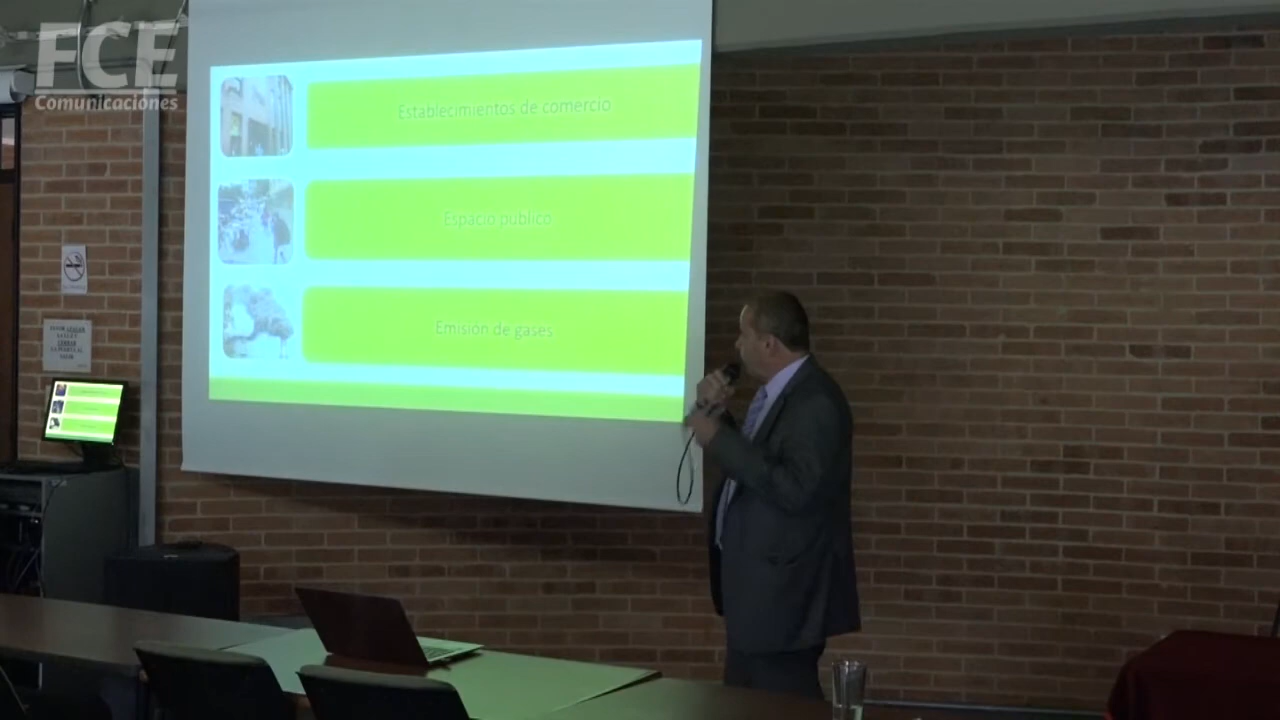 FCE
Comunicaciones
Establecimientos de comercio
Espacio público
Emisión de gases